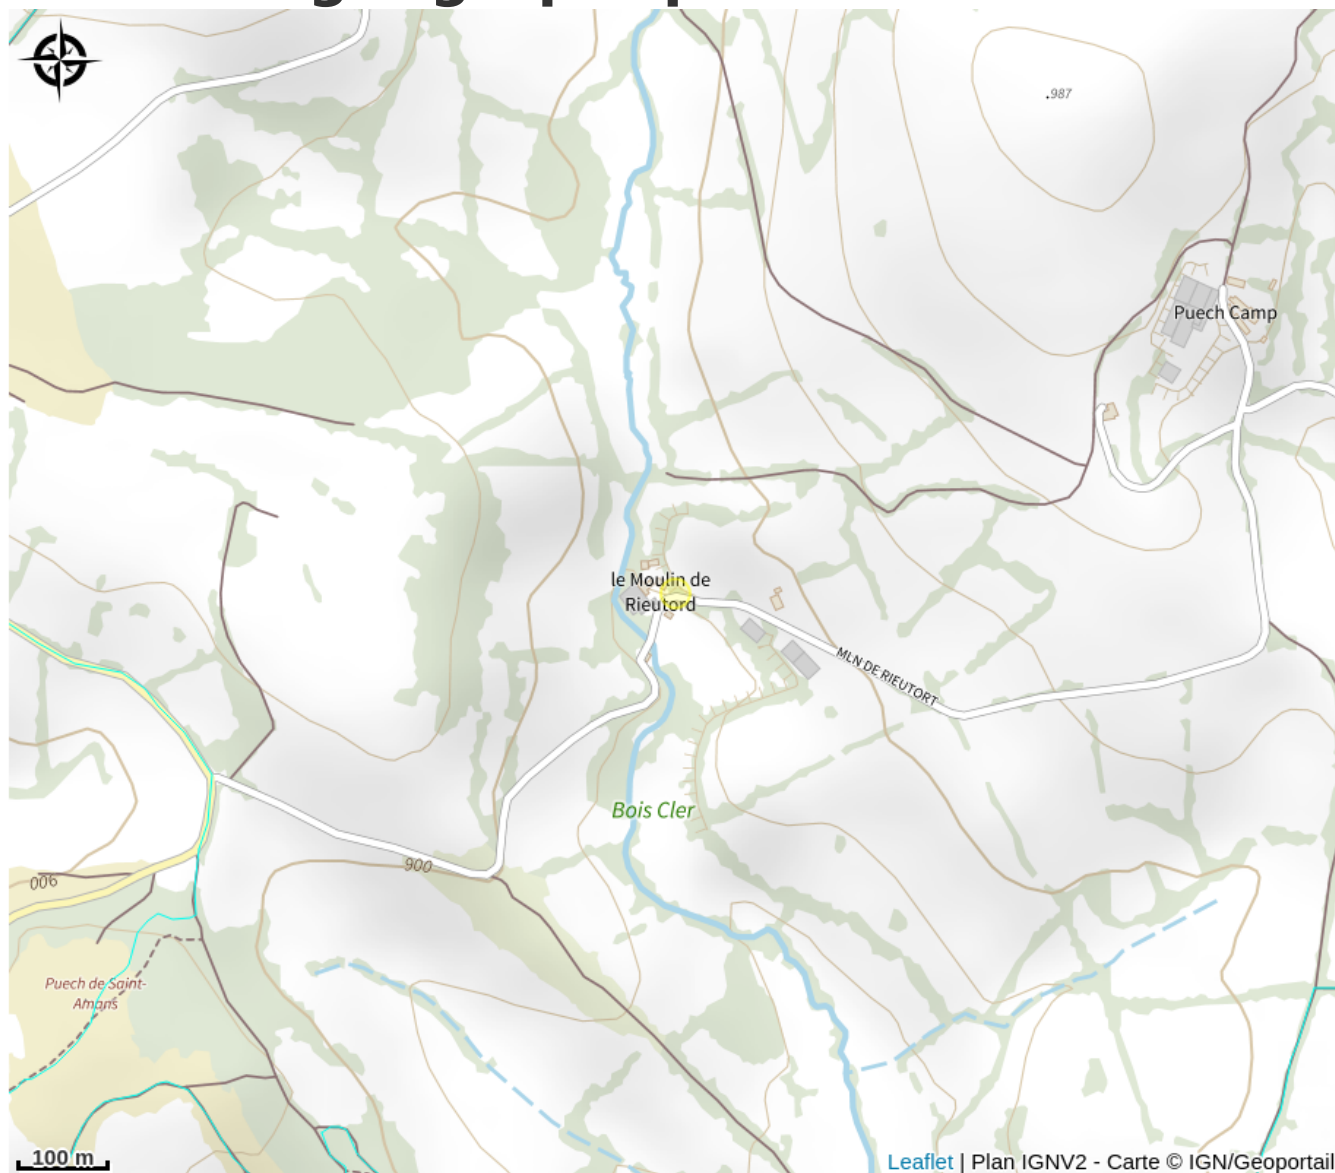 987
Puech Camp
le Moulin de
Rieutord
MLN DE RIEUTORT
Bois Cler
900
900
Puech de Saint-
Amans
100 m
Leaflet | Plan IGNV2 - Carte © IGN/Geoportail